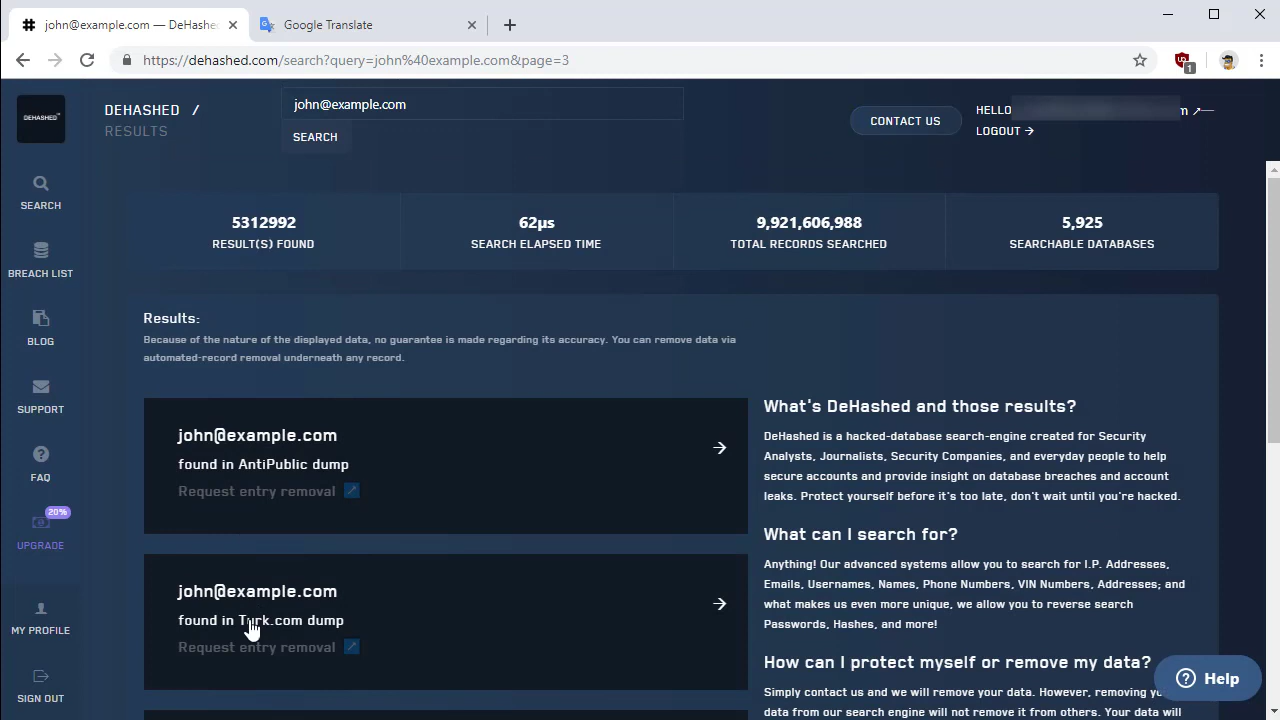 john@example.com — DeHashe
Google Translate
https://dehashed.com/search?query=john%40example.com&page=3
1
DEHASHED™
DEHASHED /
RESULTS
john@example.com
SEARCH
CONTACT US
HELLO
m
LOGOUT →
SEARCH
BREACH LIST
BLOG
SUPPORT
FAQ
20%
UPGRADE
MY PROFILE
SIGN OUT
5312992
RESULT(S) FOUND
62µs
SEARCH ELAPSED TIME
9,921,606,988
TOTAL RECORDS SEARCHED
5,925
SEARCHABLE DATABASES
Results:
Because of the nature of the displayed data, no guarantee is made regarding its accuracy. You can remove data via
automated-record removal underneath any record.
john@example.com
found in AntiPublic dump
Request entry removal
john@example.com
found in Turk.com dump
Request entry removal
What's DeHashed and those results?
DeHashed is a hacked-database search-engine created for Security
Analysts, Journalists, Security Companies, and everyday people to help
secure accounts and provide insight on database breaches and account
leaks. Protect yourself before it's too late, don't wait until you're hacked.
What can I search for?
Anything! Our advanced systems allow you to search for I.P. Addresses,
Emails, Usernames, Names, Phone Numbers, VIN Numbers, Addresses; and
what makes us even more unique, we allow you to reverse search
Passwords, Hashes, and more!
How can I protect myself or remove my data?
Simply contact us and we will remove your data. However, removing
data from our search engine will not remove it from others. Your data will
Help